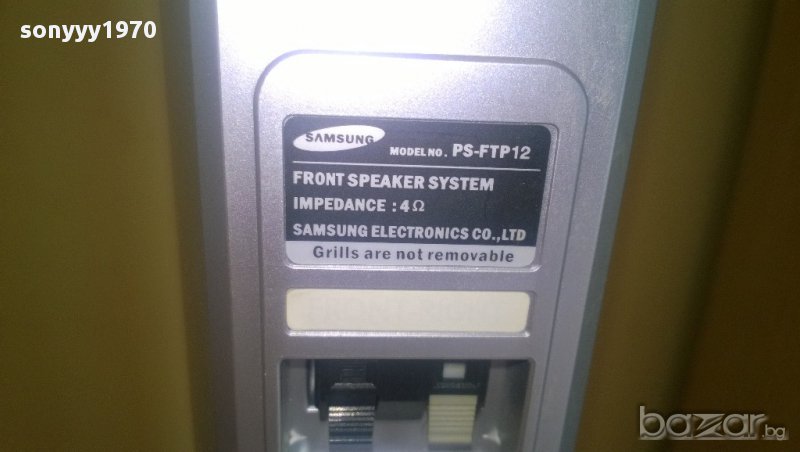 sonyyy1970
SAMSUNG MODEL NO. PS-FTP12
FRONT SPEAKER SYSTEM
IMPEDANCE : 4Ω
SAMSUNG ELECTRONICS CO.,LTD
Grills are not removable
bazar.bg